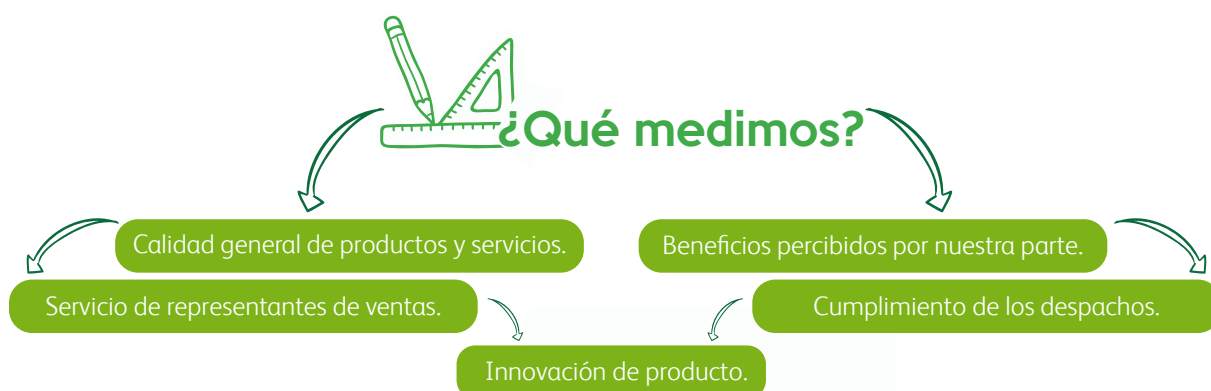 ¿Qué medimos?
Calidad general de productos y servicios.
Beneficios percibidos por nuestra parte.
Servicio de representantes de ventas.
Cumplimiento de los despachos.
Innovación de producto.